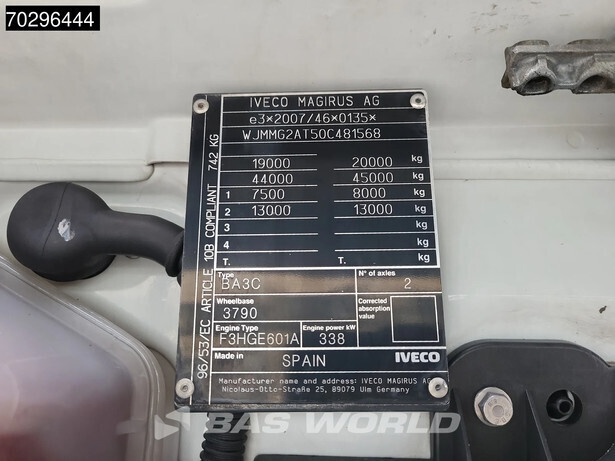 70296444
IVECO MAGIRUS AG
e3×2007/46×0135×
WJMMG2AT50C481568
19000 20000 kg
44000 45000 kg
1 7500 8000 kg
2 13000 13000 kg
3 kg
4 kg
T. T. kg
96/53/EC ARTICLE 10B COMPLIANT 742 KG
Type
BA3C
N° of axles
2
Wheelbase
3790
Corrected absorption value
Engine Type
F3HGE601A
Engine power kW
338
Made in
SPAIN
IVECO
Manufacturer name and address: IVECO MAGIRUS AG
Nicolaus-Otto-Straße 25, 89079 Ulm Germany
BAS WORLD